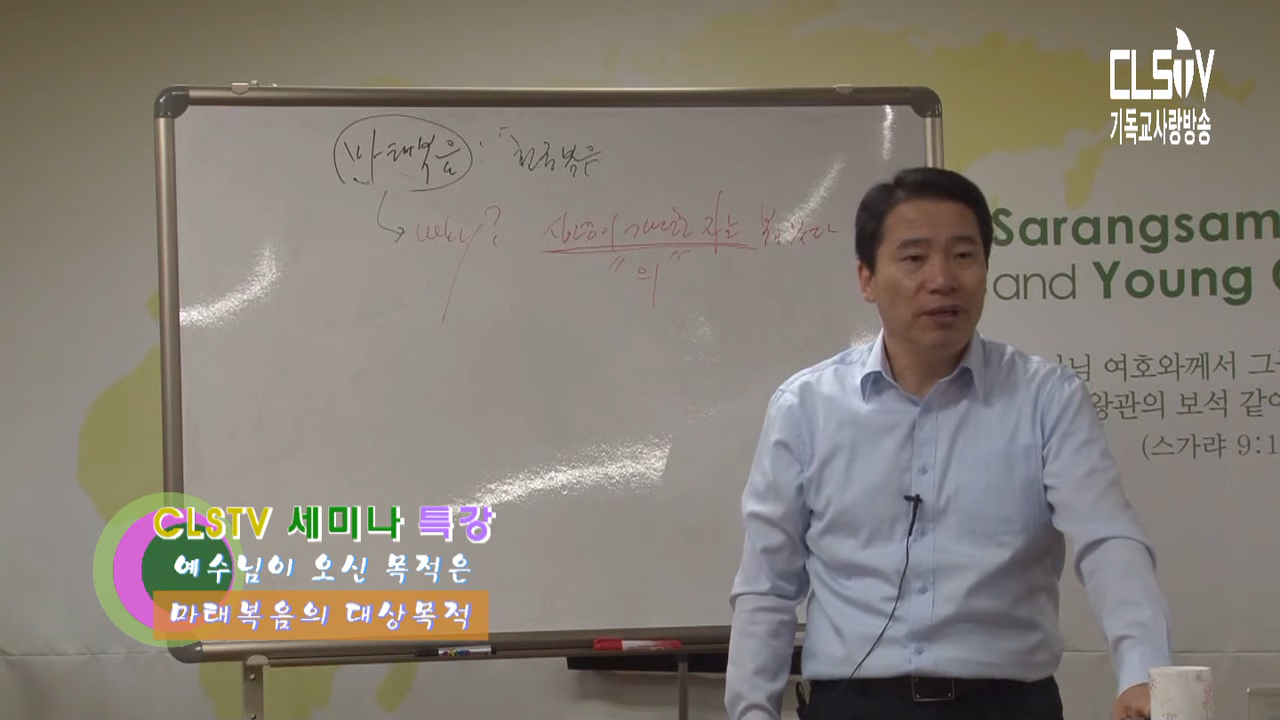 CLSTV
기독교사랑방송
마태복음 : "천국복음
why? 심령이 가난한 자는 복이 있다
"의"
Sarangsam
and Young
님 여호와께서 그
왕관의 보석 같이
(스가랴 9:1
CLSTV 세미나 특강
예수님이 오신 목적은
마태복음의 대상목적